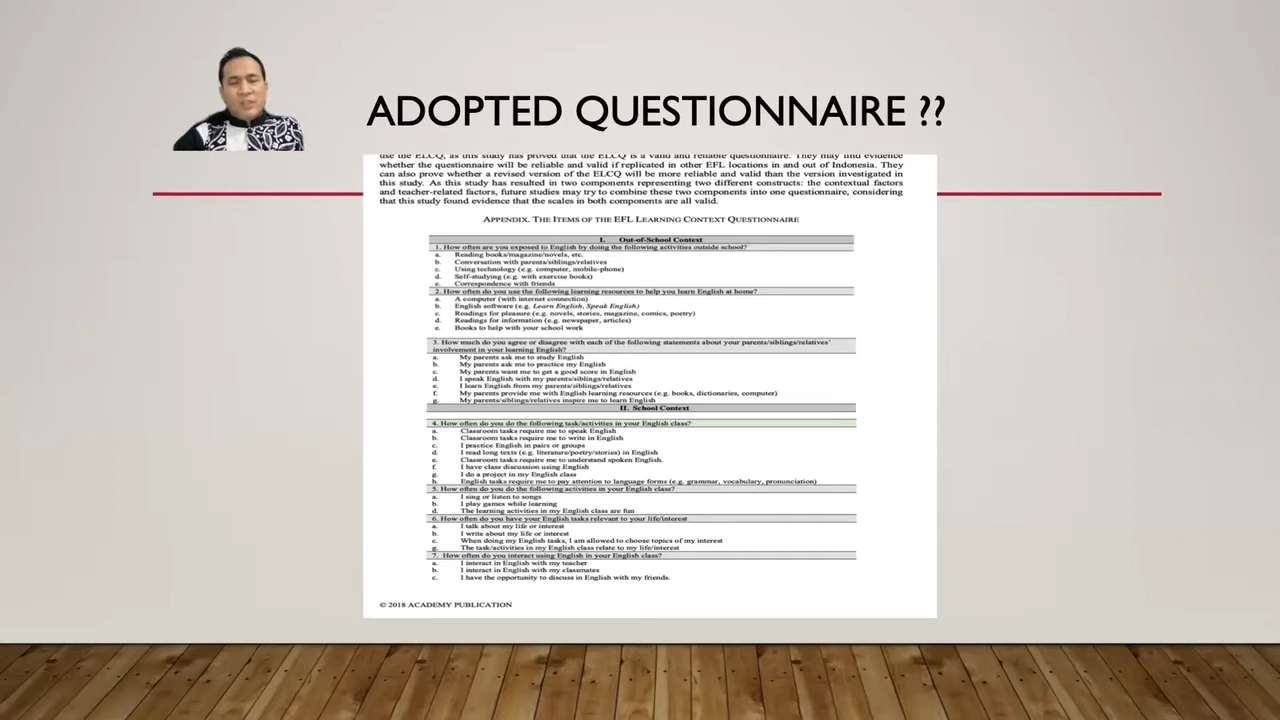 ADOPTED QUESTIONNAIRE ??
use the ELCQ, as this study has proved that the ELCQ is a valid and reliable questionnaire. They may find evidence
whether the questionnaire will be reliable and valid if replicated in other EFL locations in and out of Indonesia. They
can also prove whether a revised version of the ELCQ will be more reliable and valid than the version investigated in
this study. As this study has resulted in two components representing two different constructs: the contextual factors
and teacher-related factors, future studies may try to combine these two components into one questionnaire, considering
that this study found evidence that the scales in both components are all valid.
APPENDIX. THE ITEMS OF THE EFL LEARNING CONTEXT QUESTIONNAIRE
I. Out-of-School Context
1. How often are you exposed to English by doing the following activities outside school?
a. Reading books/magazine/novels, etc.
b. Conversation with parents/siblings/relatives
c. Using technology (e.g. computer, mobile-phone)
d. Self-studying (e.g. with exercise books)
e. Correspondence with friends
2. How often do you use the following learning resources to help you learn English at home?
a. A computer (with internet connection)
b. English software (e.g. Learn English, Speak English)
c. Readings for pleasure (e.g. novels, stories, magazine, comics, poetry)
d. Readings for information (e.g. newspaper, articles)
e. Books to help with your school work
3. How much do you agree or disagree with each of the following statements about your parents/siblings/relatives'
involvement in your learning English?
a. My parents ask me to study English
b. My parents ask me to practice my English
c. My parents want me to get a good score in English
d. I speak English with my parents/siblings/relatives
e. I learn English from my parents/siblings/relatives
f. My parents provide me with English learning resources (e.g. books, dictionaries, computer)
g. My parents/siblings/relatives inspire me to learn English
II. School Context
4. How often do you do the following task/activities in your English class?
a. Classroom tasks require me to speak English
b. Classroom tasks require me to write in English
c. I practice English in pairs or groups
d. I read long texts (e.g. literature/poetry/stories) in English
e. Classroom tasks require me to understand spoken English.
f. I have class discussion using English
g. I do a project in my English class
h. English tasks require me to pay attention to language forms (e.g. grammar, vocabulary, pronunciation)
5. How often do you do the following activities in your English class?
a. I sing or listen to songs
b. I play games while learning
d. The learning activities in my English class are fun
6. How often do you have your English tasks relevant to your life/interest
a. I talk about my life or interest
b. I write about my life or interest
c. When doing my English tasks, I am allowed to choose topics of my interest
g. The task/activities in my English class relate to my life/interest
7. How often do you interact using English in your English class?
a. I interact in English with my teacher
b. I interact in English with my classmates
c. I have the opportunity to discuss in English with my friends.
© 2018 ACADEMY PUBLICATION